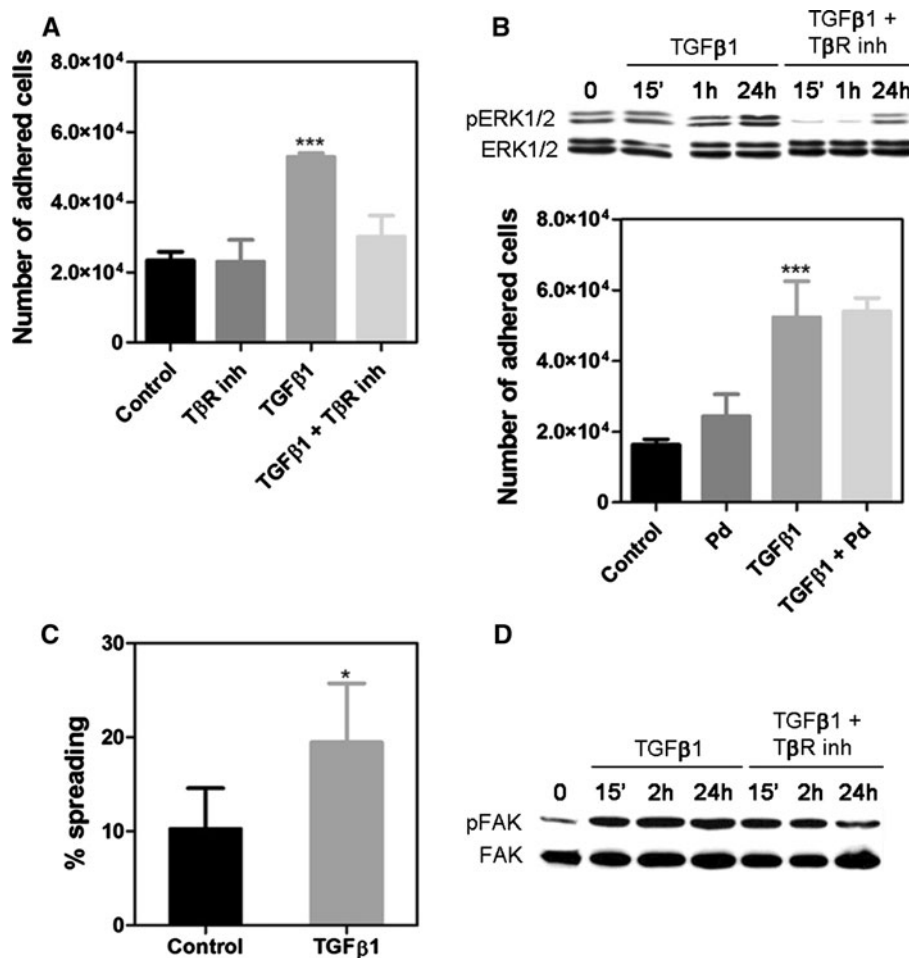 A
Number of adhered cells
8.0×10⁴
6.0×10⁴
4.0×10⁴
2.0×10⁴
0
***
Control
TβR inh
TGFβ1
TGFβ1 + TβR inh
B
TGFβ1
TGFβ1 +
TβR inh
0 15' 1h 24h 15' 1h 24h
pERK1/2
ERK1/2
Number of adhered cells
8.0×10⁴
6.0×10⁴
4.0×10⁴
2.0×10⁴
0
***
Control
Pd
TGFβ1
TGFβ1 + Pd
C
% spreading
30
20
10
0
*
Control
TGFβ1
D
TGFβ1
TGFβ1 +
TβR inh
0 15' 2h 24h 15' 2h 24h
pFAK
FAK